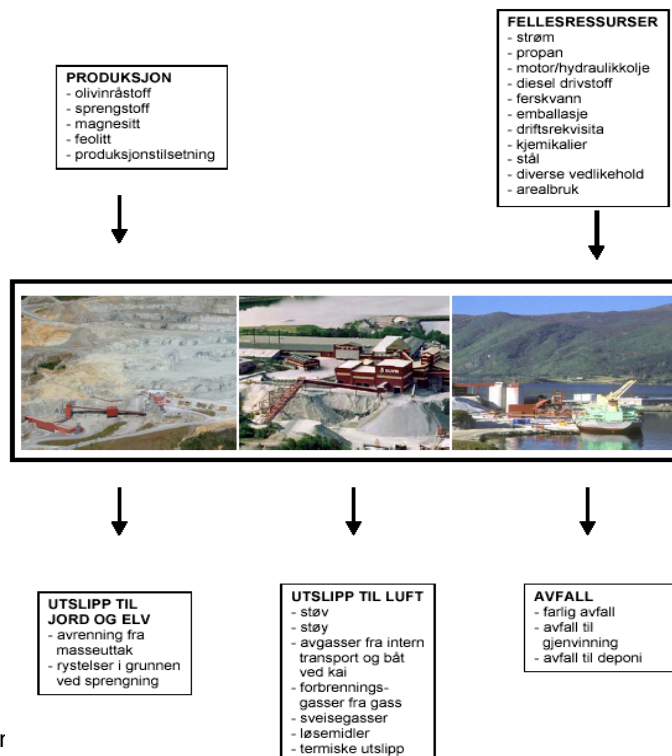 FELLESRESSURSER
- strøm
- propan
- motor/hydraulikkolje
- diesel drivstoff
- ferskvann
- emballasje
- driftsrekvisita
- kjemikalier
- stål
- diverse vedlikehold
- arealbruk
PRODUKSJON
- olivinråstoff
- sprengstoff
- magnesitt
- feolitt
- produksjonstilsetning
OLIVIN
UTSLIPP TIL
JORD OG ELV
- avrenning fra
masseuttak
- rystelser i grunnen
ved sprengning
UTSLIPP TIL LUFT
- støv
- støy
- avgasser fra intern
transport og båt
ved kai
- forbrennings-
gasser fra gass
- sveisegasser
- løsemidler
- termiske utslipp
AVFALL
- farlig avfall
- avfall til
gjenvinning
- avfall til deponi
r